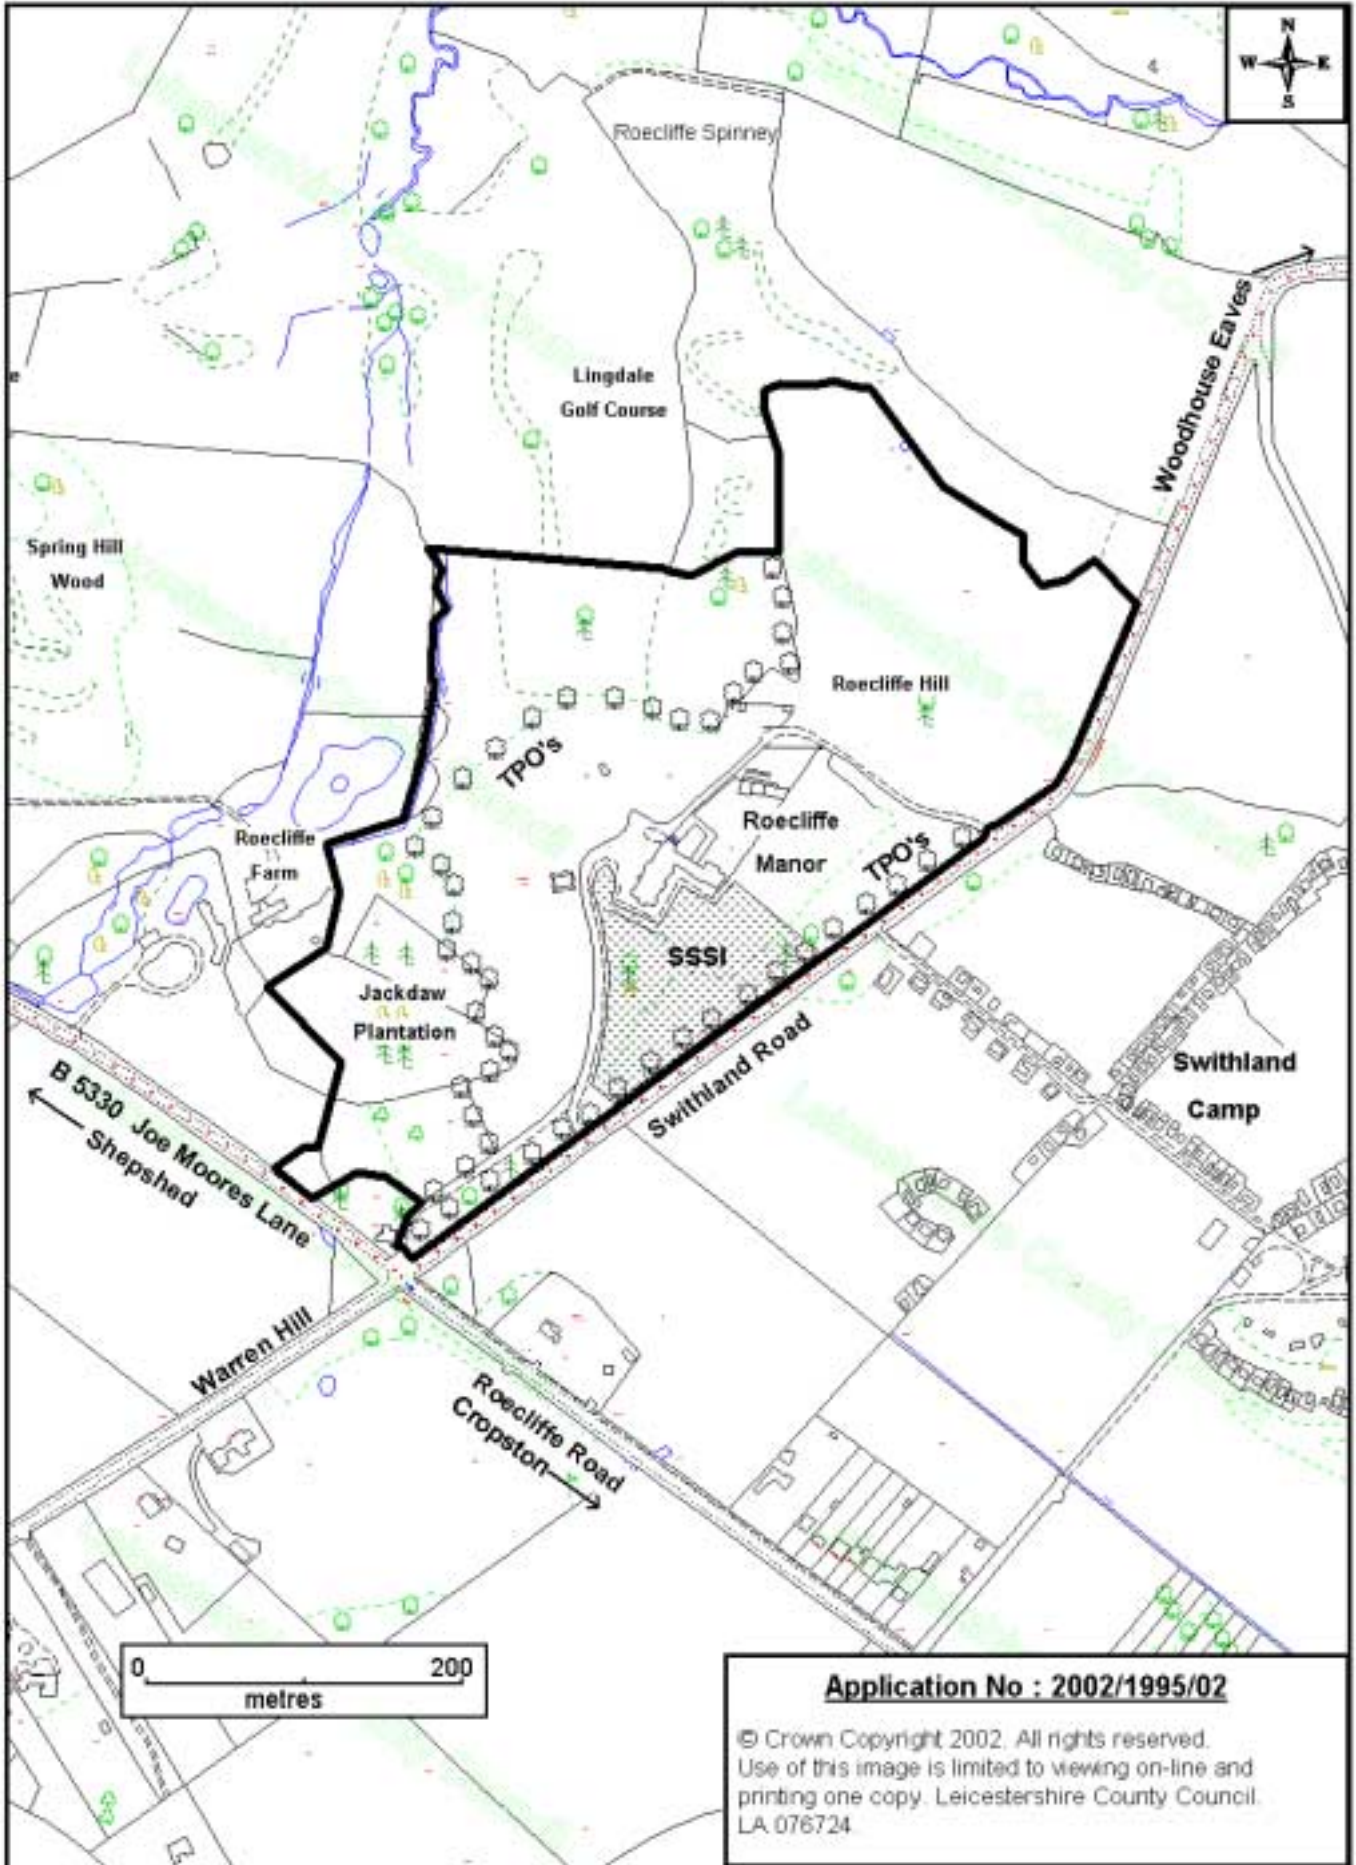 N
W E
S
4
Roecliffe Spinney
Woodhouse Eaves
e
Lingdale
Golf Course
Spring Hill
Wood
Roecliffe Hill
TPO's
Roecliffe
Farm
Roecliffe
Manor
TPO's
SSSI
Jackdaw
Plantation
Swithland Road
Swithland
Camp
B 5330 Joe Moores Lane
Shepshed
Warren Hill
Roecliffe Road
Cropston
0 200
metres
Application No : 2002/1995/02
© Crown Copyright 2002. All rights reserved.
Use of this image is limited to viewing on-line and
printing one copy. Leicestershire County Council.
LA 076724